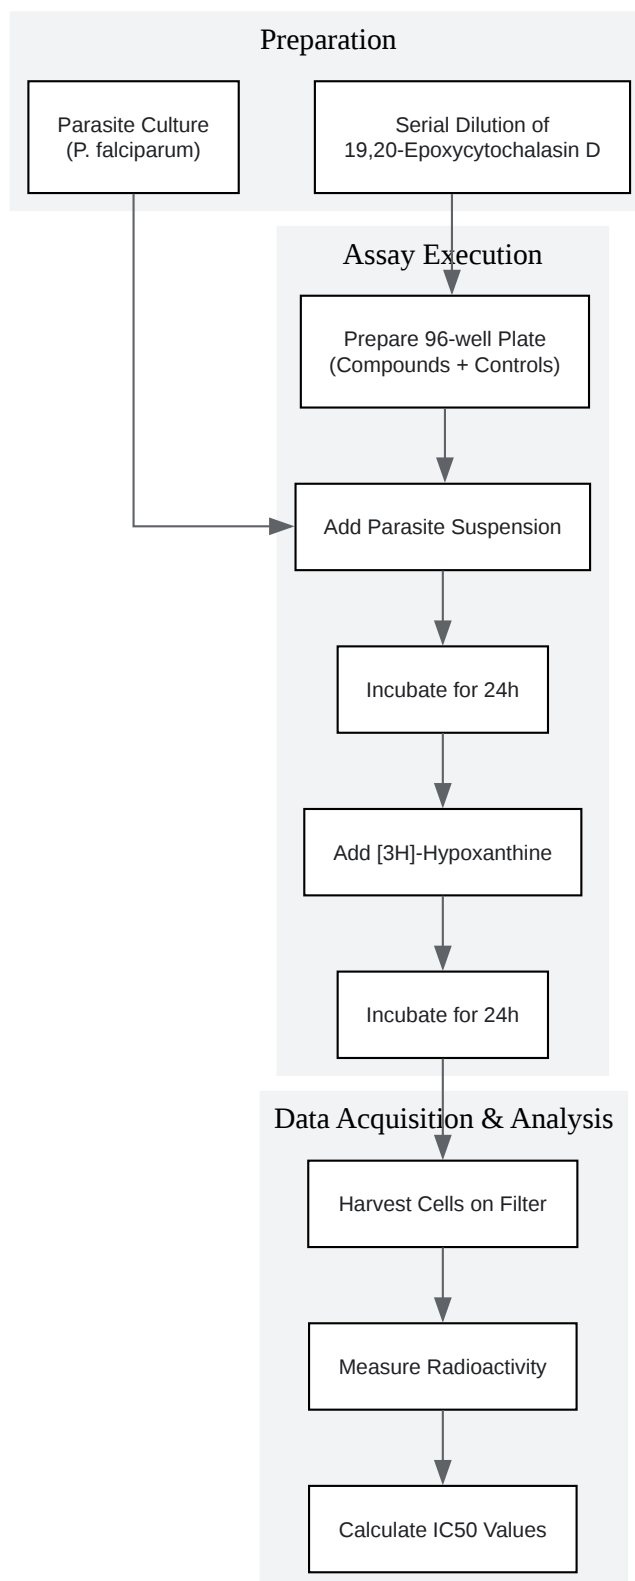 Preparation
Parasite Culture
(P. falciparum)
Serial Dilution of
19,20-Epoxycytochalasin D
Assay Execution
Prepare 96-well Plate
(Compounds + Controls)
Add Parasite Suspension
Incubate for 24h
Add [3H]-Hypoxanthine
Incubate for 24h
Data Acquisition & Analysis
Harvest Cells on Filter
Measure Radioactivity
Calculate IC50 Values